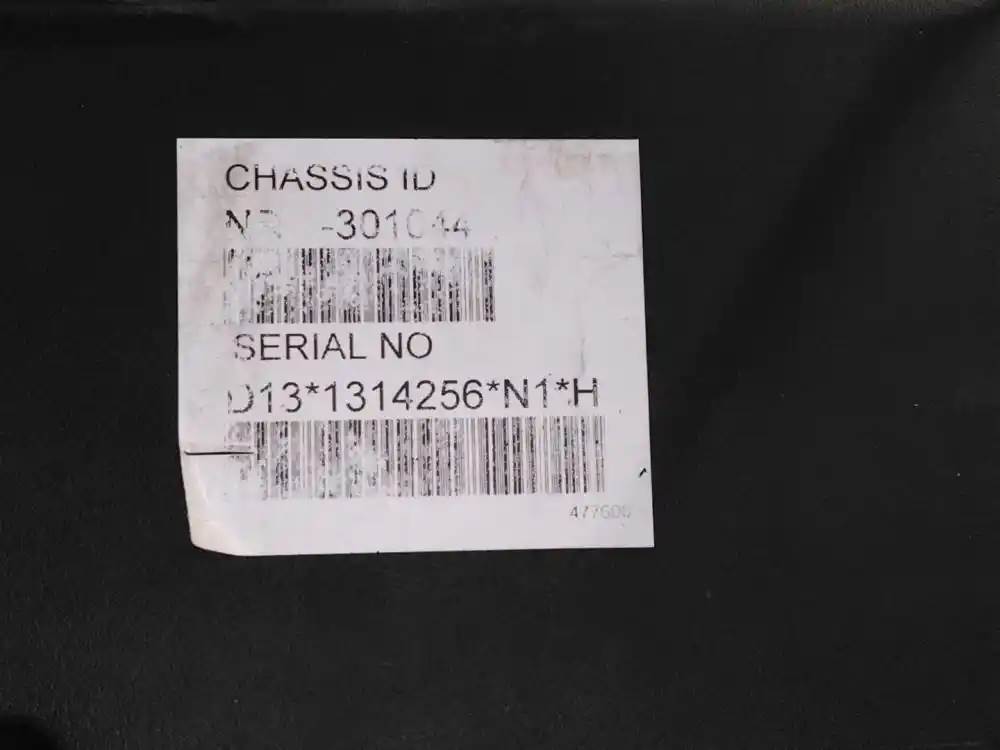 CHASSIS ID
-301044
SERIAL NO
D13*1314256*N1*H